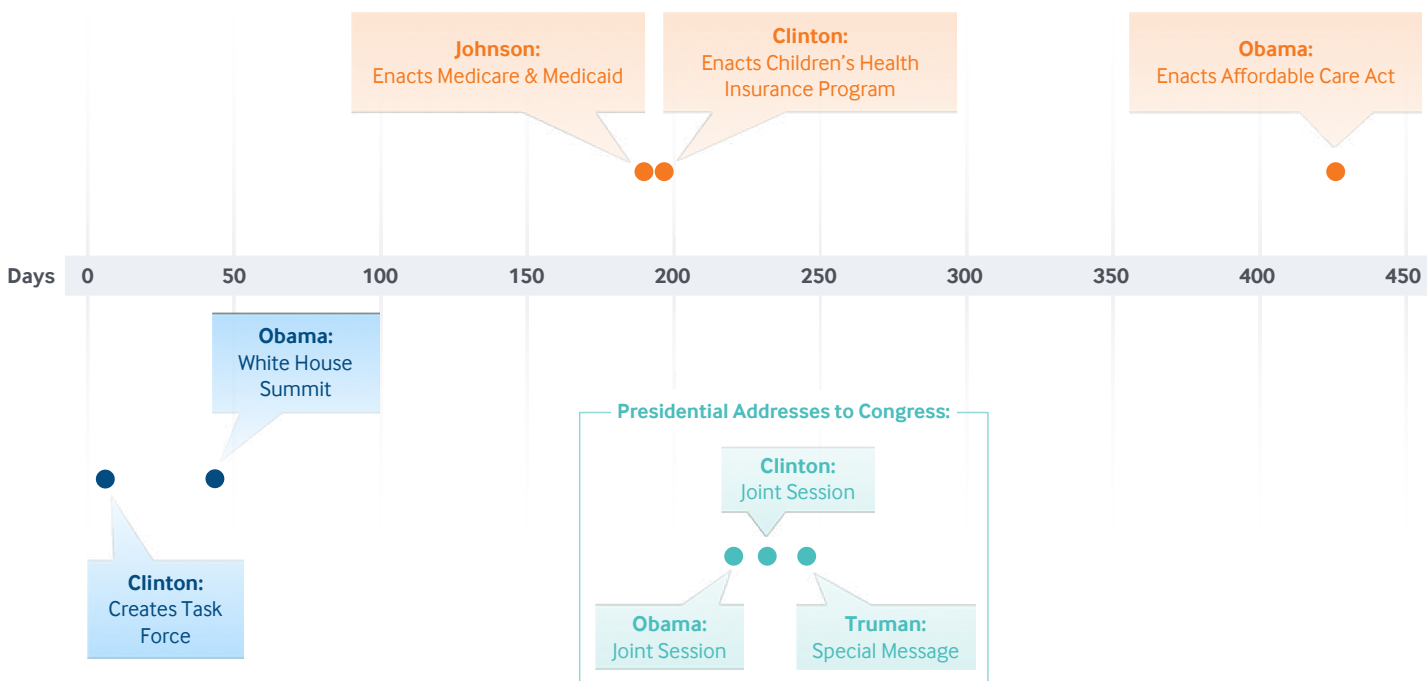 Johnson:
Enacts Medicare & Medicaid
Clinton:
Enacts Children’s Health
Insurance Program
Obama:
Enacts Affordable Care Act
Days 0 50 100 150 200 250 300 350 400 450
Obama:
White House
Summit
Clinton:
Creates Task
Force
Presidential Addresses to Congress:
Clinton:
Joint Session
Obama:
Joint Session
Truman:
Special Message